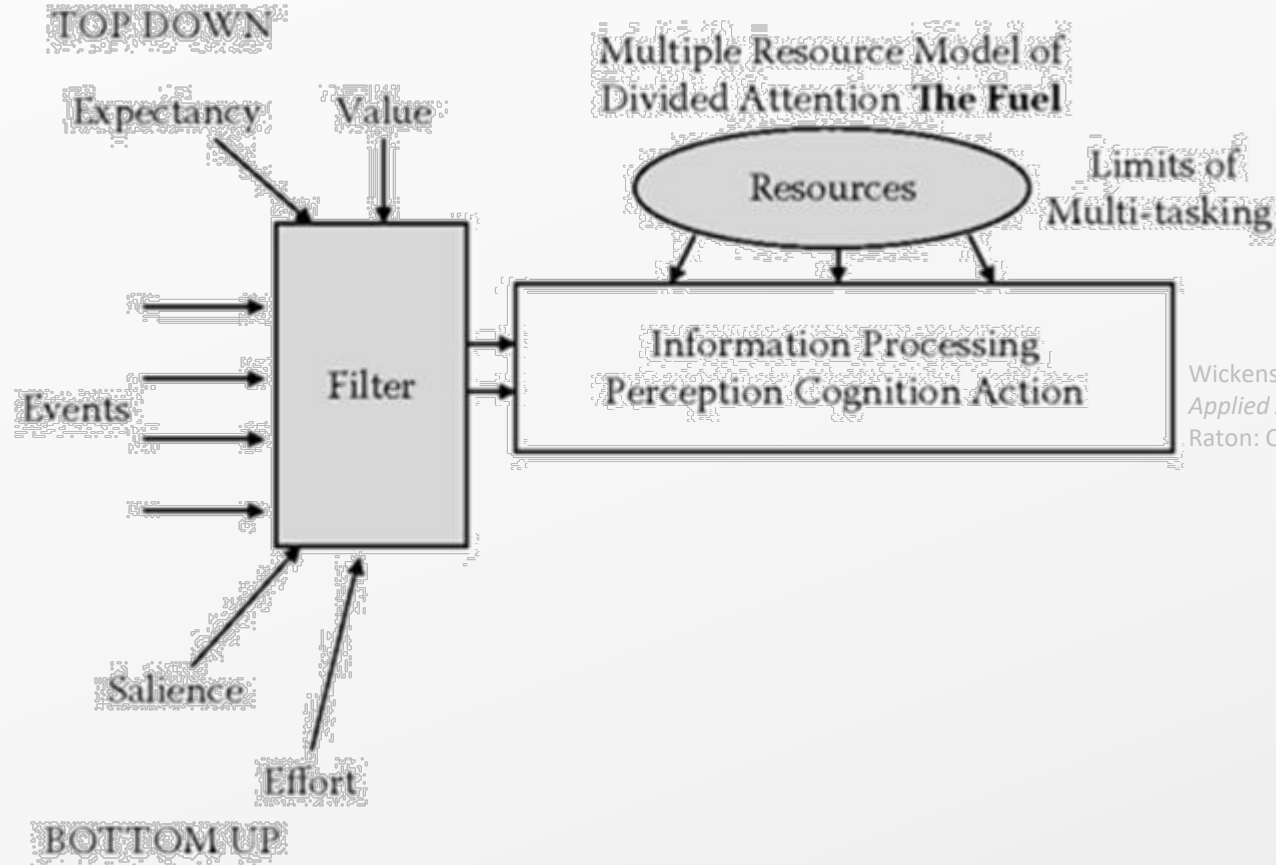 TOP DOWN
Expectancy
Value
Multiple Resource Model of
Divided Attention The Fuel
Resources
Limits of
Multi-tasking
Events
Filter
Information Processing
Perception Cognition Action
Wickens
Applied
Raton:
Salience
Effort
BOTTOM UP